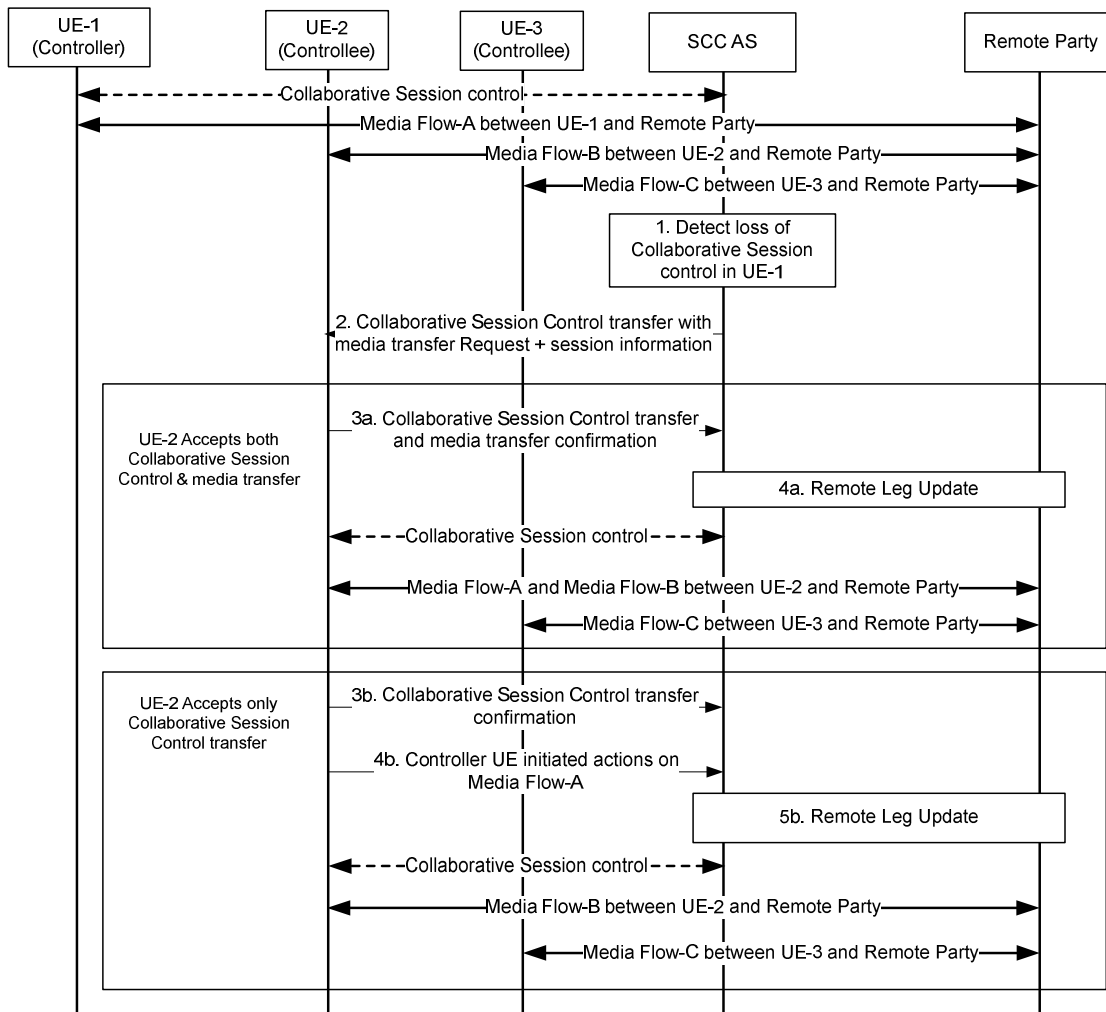 UE-1
(Controller)
UE-2
(Controllee)
UE-3
(Controllee)
SCC AS
Remote Party
Collaborative Session control
Media Flow-A between UE-1 and Remote Party
Media Flow-B between UE-2 and Remote Party
Media Flow-C between UE-3 and Remote Party
1. Detect loss of
Collaborative Session
control in UE-1
2. Collaborative Session Control transfer with
media transfer Request + session information
UE-2 Accepts both
Collaborative Session
Control & media transfer
3a. Collaborative Session Control transfer
and media transfer confirmation
4a. Remote Leg Update
Collaborative Session control
Media Flow-A and Media Flow-B between UE-2 and Remote Party
Media Flow-C between UE-3 and Remote Party
UE-2 Accepts only
Collaborative Session
Control transfer
3b. Collaborative Session Control transfer
confirmation
4b. Controller UE initiated actions on
Media Flow-A
5b. Remote Leg Update
Collaborative Session control
Media Flow-B between UE-2 and Remote Party
Media Flow-C between UE-3 and Remote Party